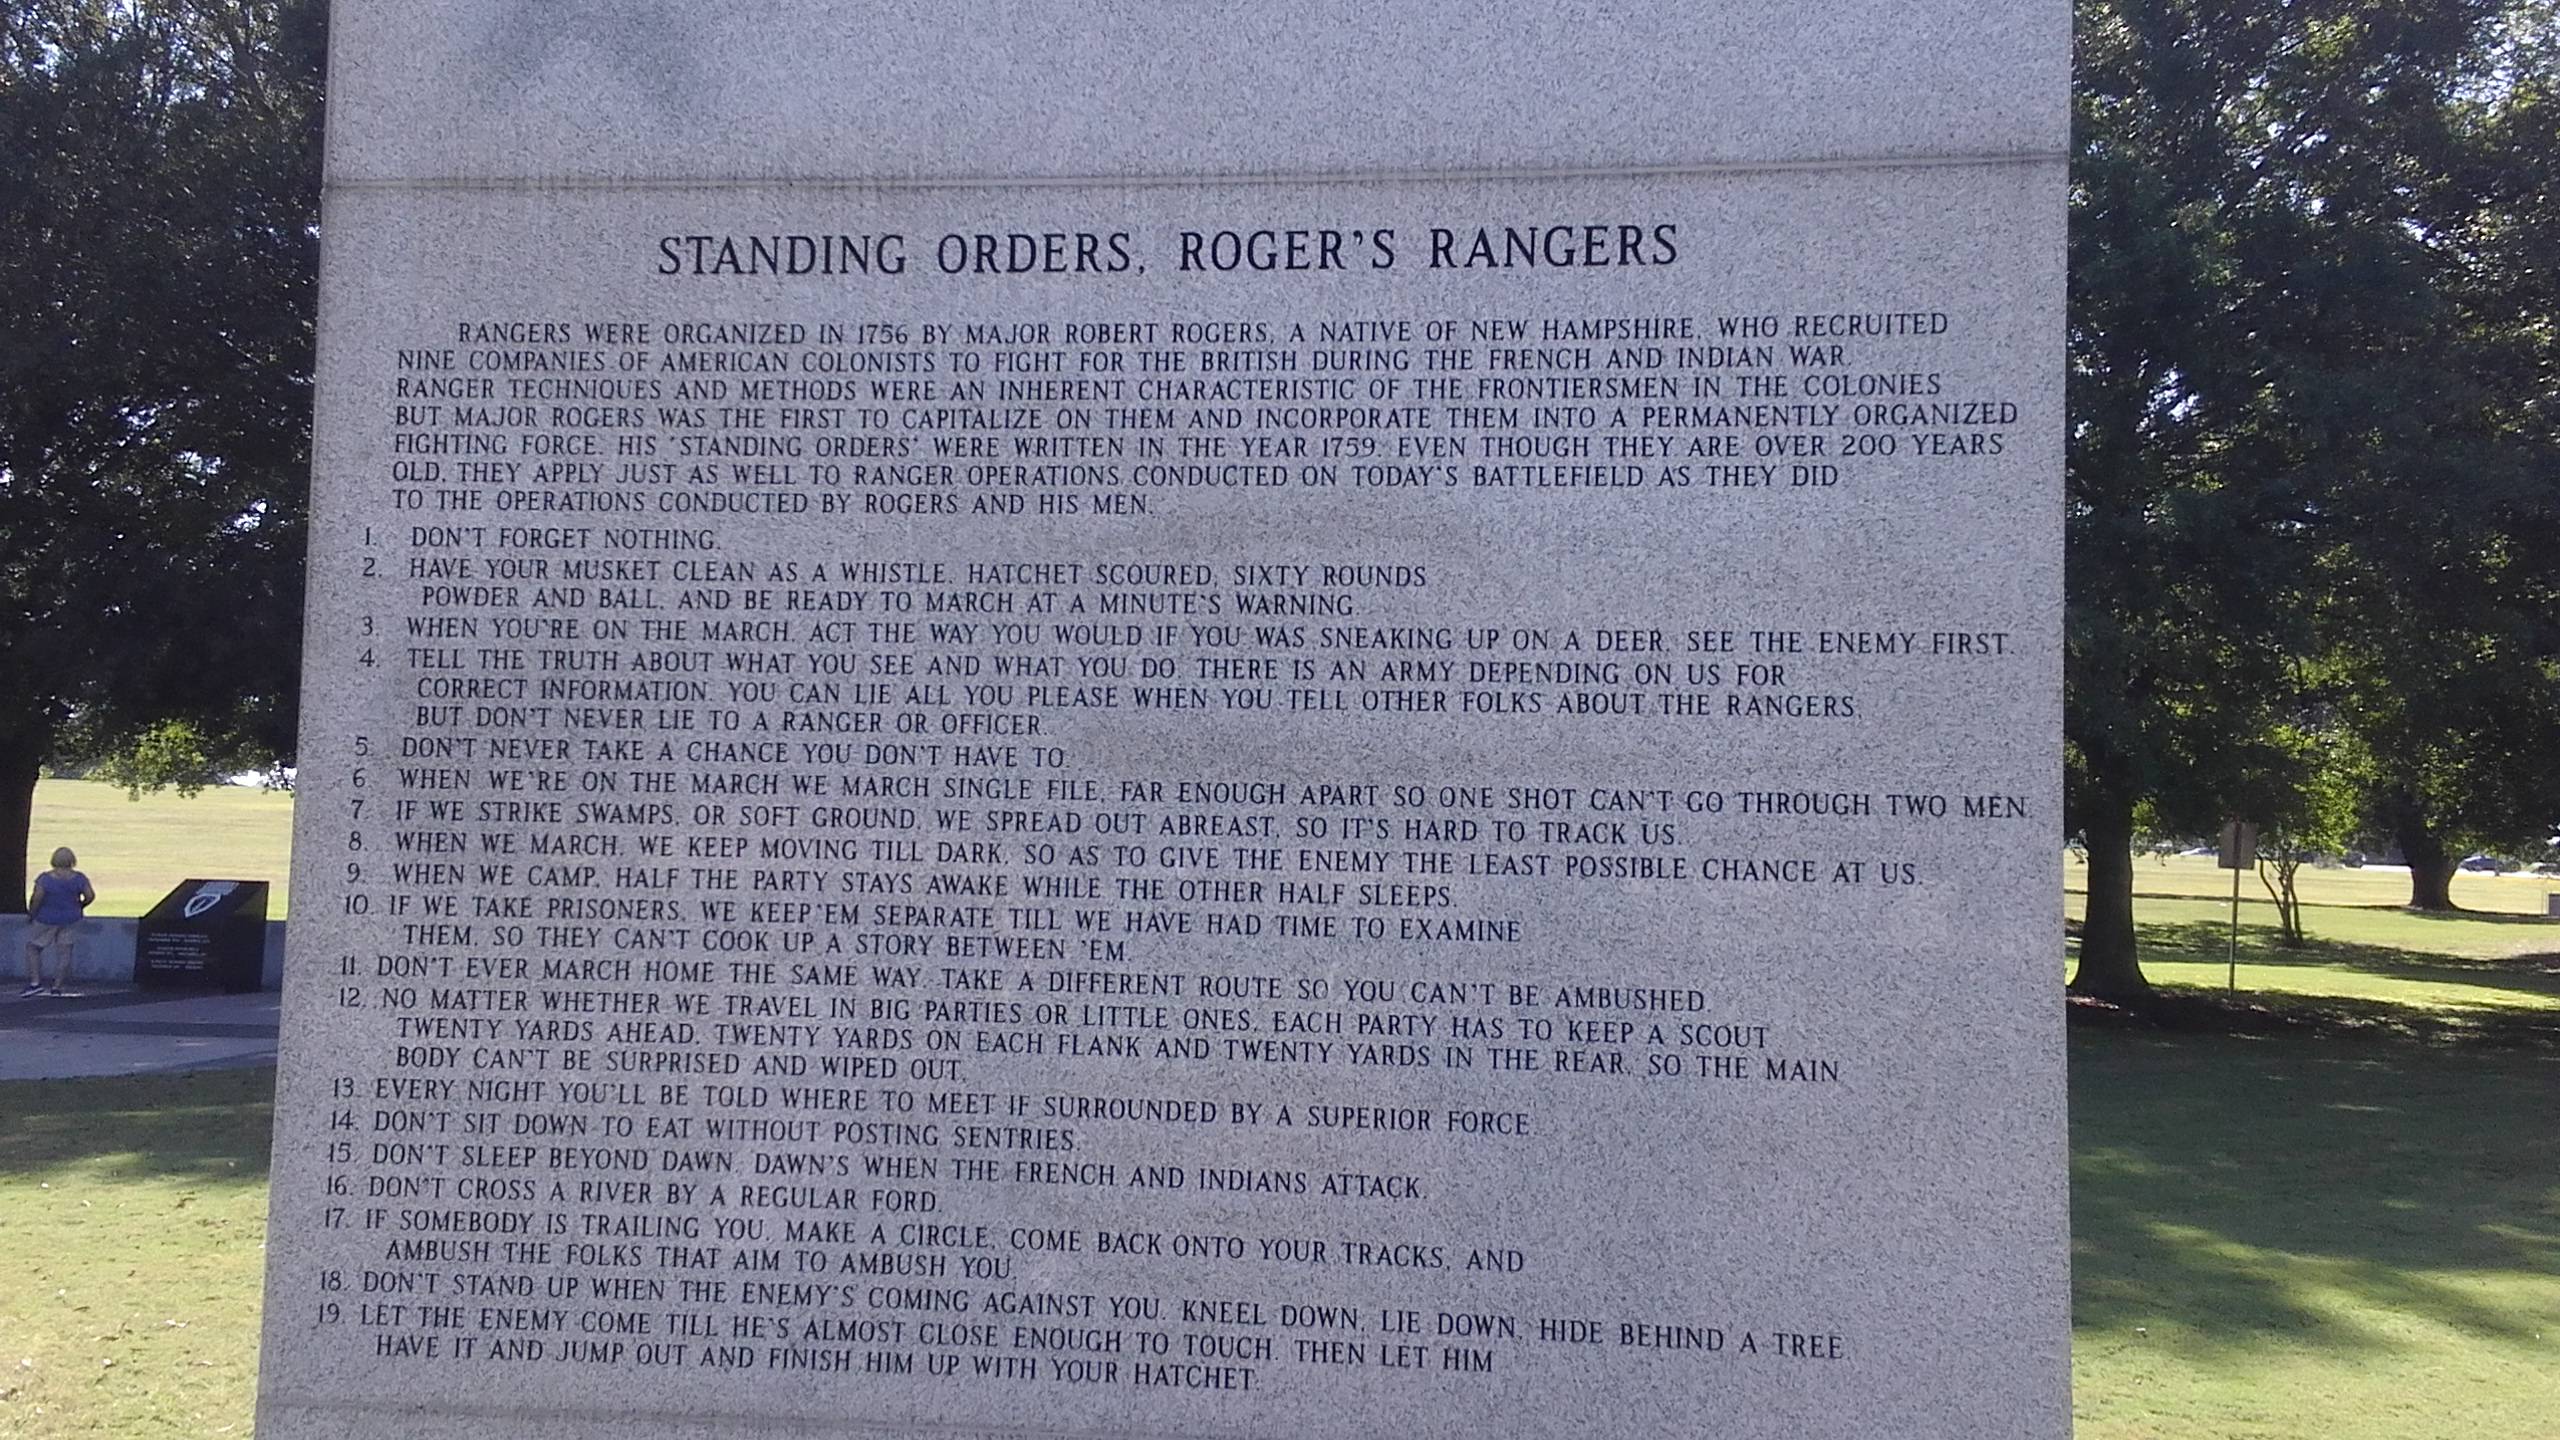 STANDING ORDERS, ROGER'S RANGERS
RANGERS WERE ORGANIZED IN 1756 BY MAJOR ROBERT ROGERS, A NATIVE OF NEW HAMPSHIRE, WHO RECRUITED
NINE COMPANIES OF AMERICAN COLONISTS TO FIGHT FOR THE BRITISH DURING THE FRENCH AND INDIAN WAR.
RANGER TECHNIQUES AND METHODS WERE AN INHERENT CHARACTERISTIC OF THE FRONTIERSMEN IN THE COLONIES
BUT MAJOR ROGERS WAS THE FIRST TO CAPITALIZE ON THEM AND INCORPORATE THEM INTO A PERMANENTLY ORGANIZED
FIGHTING FORCE. HIS "STANDING ORDERS" WERE WRITTEN IN THE YEAR 1759. EVEN THOUGH THEY ARE OVER 200 YEARS
OLD, THEY APPLY JUST AS WELL TO RANGER OPERATIONS CONDUCTED ON TODAY'S BATTLEFIELD AS THEY DID
TO THE OPERATIONS CONDUCTED BY ROGERS AND HIS MEN.
1. DON'T FORGET NOTHING.
2. HAVE YOUR MUSKET CLEAN AS A WHISTLE, HATCHET SCOURED, SIXTY ROUNDS
POWDER AND BALL, AND BE READY TO MARCH AT A MINUTE'S WARNING.
3. WHEN YOU'RE ON THE MARCH, ACT THE WAY YOU WOULD IF YOU WAS SNEAKING UP ON A DEER. SEE THE ENEMY FIRST.
4. TELL THE TRUTH ABOUT WHAT YOU SEE AND WHAT YOU DO. THERE IS AN ARMY DEPENDING ON US FOR
CORRECT INFORMATION. YOU CAN LIE ALL YOU PLEASE WHEN YOU TELL OTHER FOLKS ABOUT THE RANGERS,
BUT DON'T NEVER LIE TO A RANGER OR OFFICER.
5. DON'T NEVER TAKE A CHANCE YOU DON'T HAVE TO.
6. WHEN WE'RE ON THE MARCH WE MARCH SINGLE FILE, FAR ENOUGH APART SO ONE SHOT CAN'T GO THROUGH TWO MEN.
7. IF WE STRIKE SWAMPS, OR SOFT GROUND, WE SPREAD OUT ABREAST, SO IT'S HARD TO TRACK US.
8. WHEN WE MARCH, WE KEEP MOVING TILL DARK, SO AS TO GIVE THE ENEMY THE LEAST POSSIBLE CHANCE AT US.
9. WHEN WE CAMP, HALF THE PARTY STAYS AWAKE WHILE THE OTHER HALF SLEEPS.
10. IF WE TAKE PRISONERS, WE KEEP'EM SEPARATE TILL WE HAVE HAD TIME TO EXAMINE
THEM, SO THEY CAN'T COOK UP A STORY BETWEEN 'EM.
11. DON'T EVER MARCH HOME THE SAME WAY. TAKE A DIFFERENT ROUTE SO YOU CAN'T BE AMBUSHED.
12. NO MATTER WHETHER WE TRAVEL IN BIG PARTIES OR LITTLE ONES, EACH PARTY HAS TO KEEP A SCOUT
TWENTY YARDS AHEAD, TWENTY YARDS ON EACH FLANK AND TWENTY YARDS IN THE REAR, SO THE MAIN
BODY CAN'T BE SURPRISED AND WIPED OUT.
13. EVERY NIGHT YOU'LL BE TOLD WHERE TO MEET IF SURROUNDED BY A SUPERIOR FORCE.
14. DON'T SIT DOWN TO EAT WITHOUT POSTING SENTRIES.
15. DON'T SLEEP BEYOND DAWN. DAWN'S WHEN THE FRENCH AND INDIANS ATTACK.
16. DON'T CROSS A RIVER BY A REGULAR FORD.
17. IF SOMEBODY IS TRAILING YOU, MAKE A CIRCLE, COME BACK ONTO YOUR TRACKS, AND
AMBUSH THE FOLKS THAT AIM TO AMBUSH YOU.
18. DON'T STAND UP WHEN THE ENEMY'S COMING AGAINST YOU. KNEEL DOWN, LIE DOWN, HIDE BEHIND A TREE.
19. LET THE ENEMY COME TILL HE'S ALMOST CLOSE ENOUGH TO TOUCH. THEN LET HIM
HAVE IT AND JUMP OUT AND FINISH HIM UP WITH YOUR HATCHET.